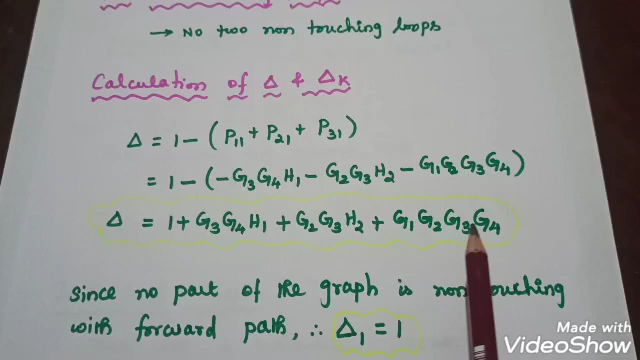 → No two non touching loops
Calculation of Δ & ΔK
Δ = 1 - (P11 + P21 + P31)
= 1 - (-G3G4H1 - G2G3H2 - G1G2G3G4)
Δ = 1 + G3G4H1 + G2G3H2 + G1G2G3G4
Since no part of the graph is non touching
with forward path, ∴ Δ1 = 1
Made with
VideoShow